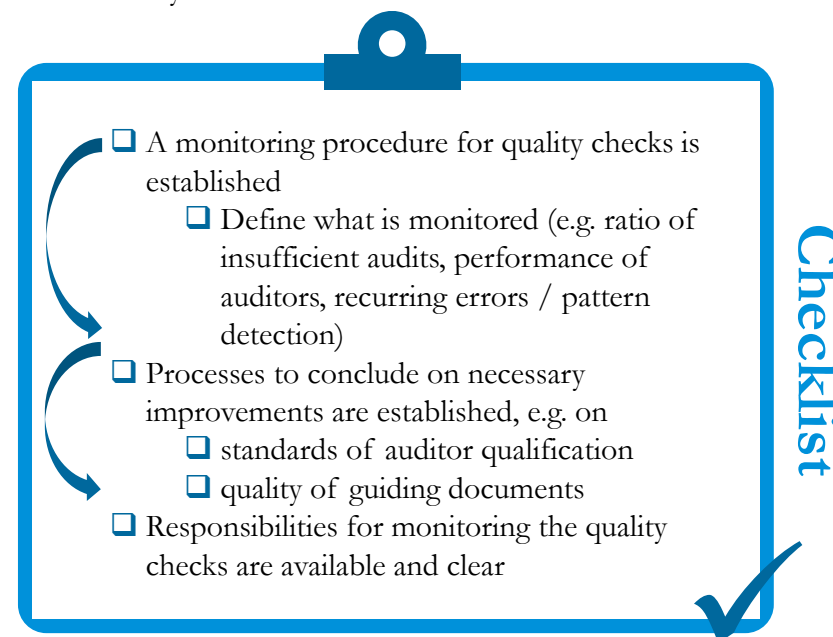 ❑ A monitoring procedure for quality checks is
established
❑ Define what is monitored (e.g. ratio of
insufficient audits, performance of
auditors, recurring errors / pattern
detection)
❑ Processes to conclude on necessary
improvements are established, e.g. on
❑ standards of auditor qualification
❑ quality of guiding documents
❑ Responsibilities for monitoring the quality
checks are available and clear
Checklist